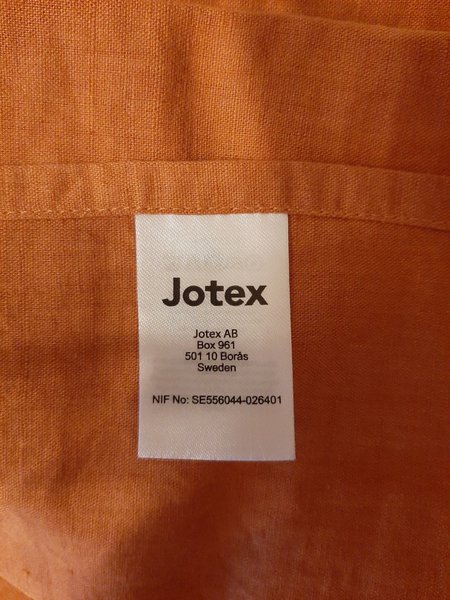 Jotex
Jotex AB
Box 961
501 10 Borås
Sweden
NIF No: SE556044-026401